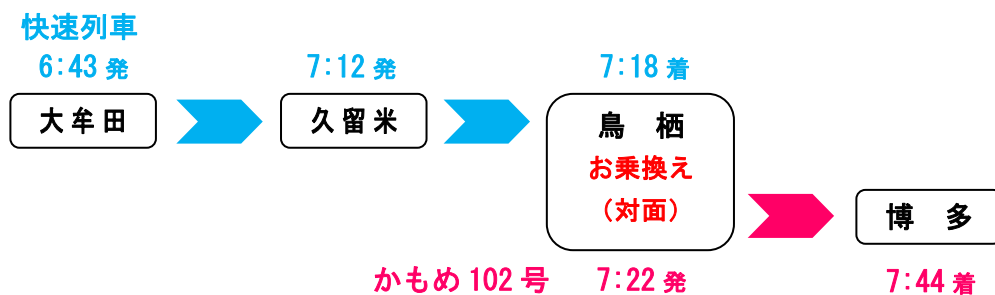 快速列車
6:43 発
7:12 発
7:18 着
大牟田
久留米
鳥 栖
お乗換え
(対面)
博 多
かもめ 102 号
7:22 発
7:44 着